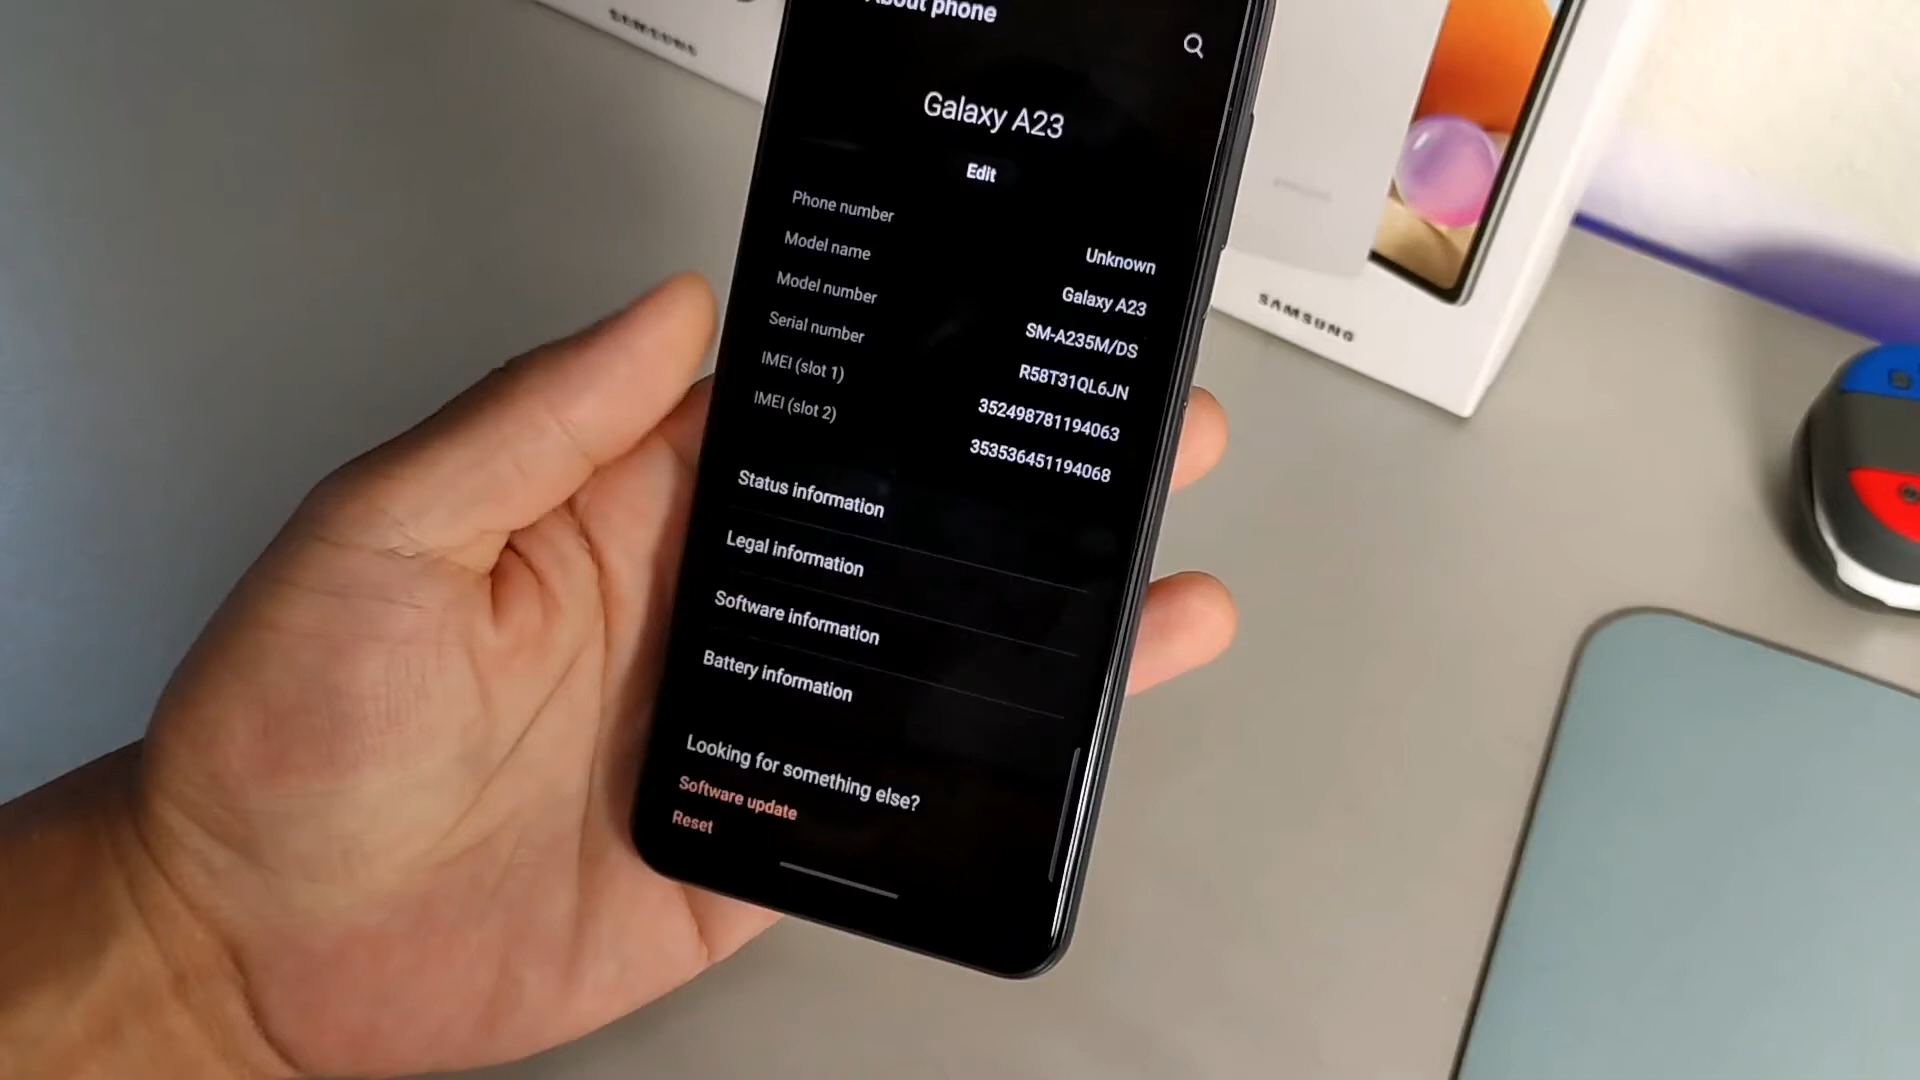 SAMSUNG
About phone
Galaxy A23
Edit
Phone number Unknown
Model name Galaxy A23
Model number SM-A235M/DS
Serial number R58T31QL6JN
IMEI (slot 1) 352498781194063
IMEI (slot 2) 353536451194068
Status information
Legal information
Software information
Battery information
Looking for something else?
Software update
Reset
SAMSUNG